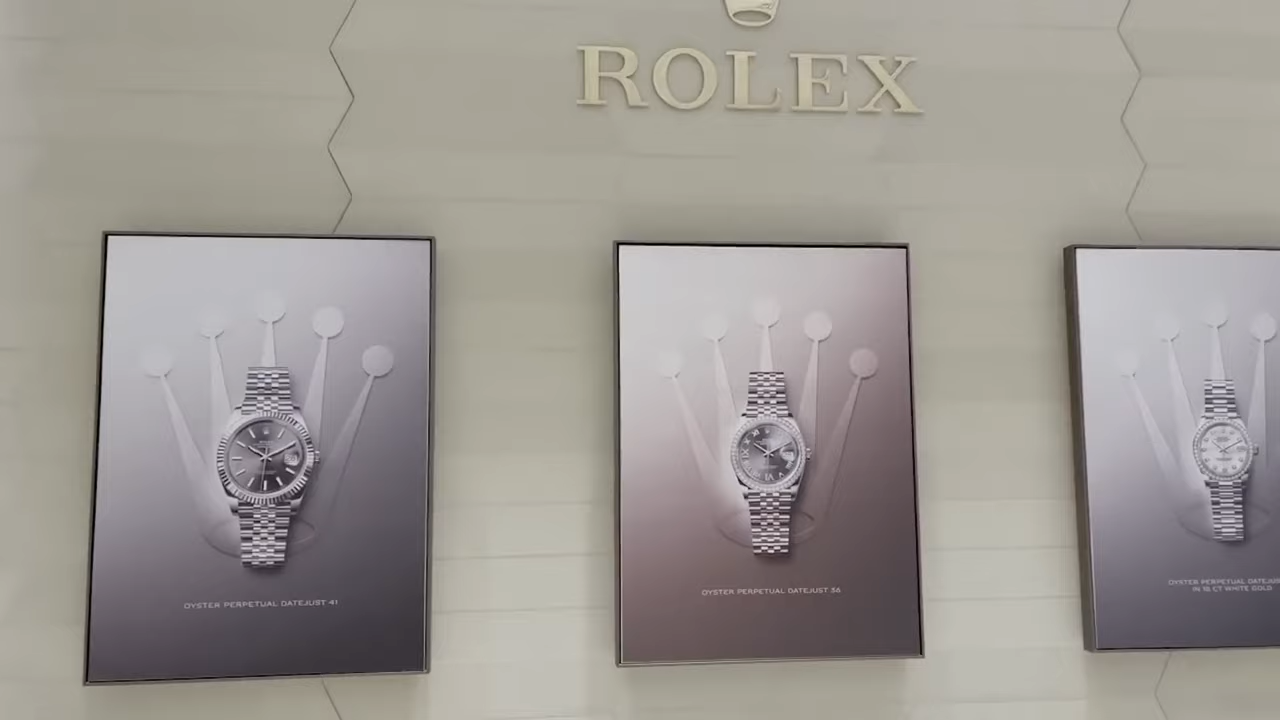 ROLEX
OYSTER PERPETUAL DATEJUST 41
OYSTER PERPETUAL DATEJUST 36
OYSTER PERPETUAL DATEJUS
IN 18 CT WHITE GOLD